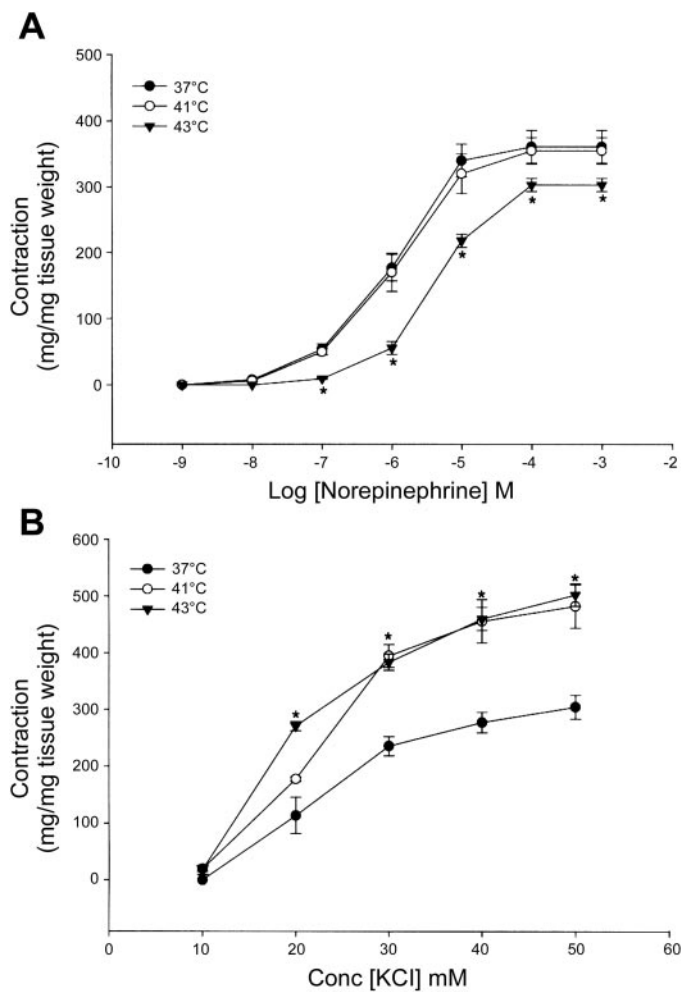 A
500
400
300
200
100
0
Contraction
(mg/mg tissue weight)
37°C
41°C
43°C
*
*
*
*
*
-10 -9 -8 -7 -6 -5 -4 -3 -2
Log [Norepinephrine] M
B
600
500
400
300
200
100
0
Contraction
(mg/mg tissue weight)
37°C
41°C
43°C
*
*
*
*
0 10 20 30 40 50 60
Conc [KCl] mM